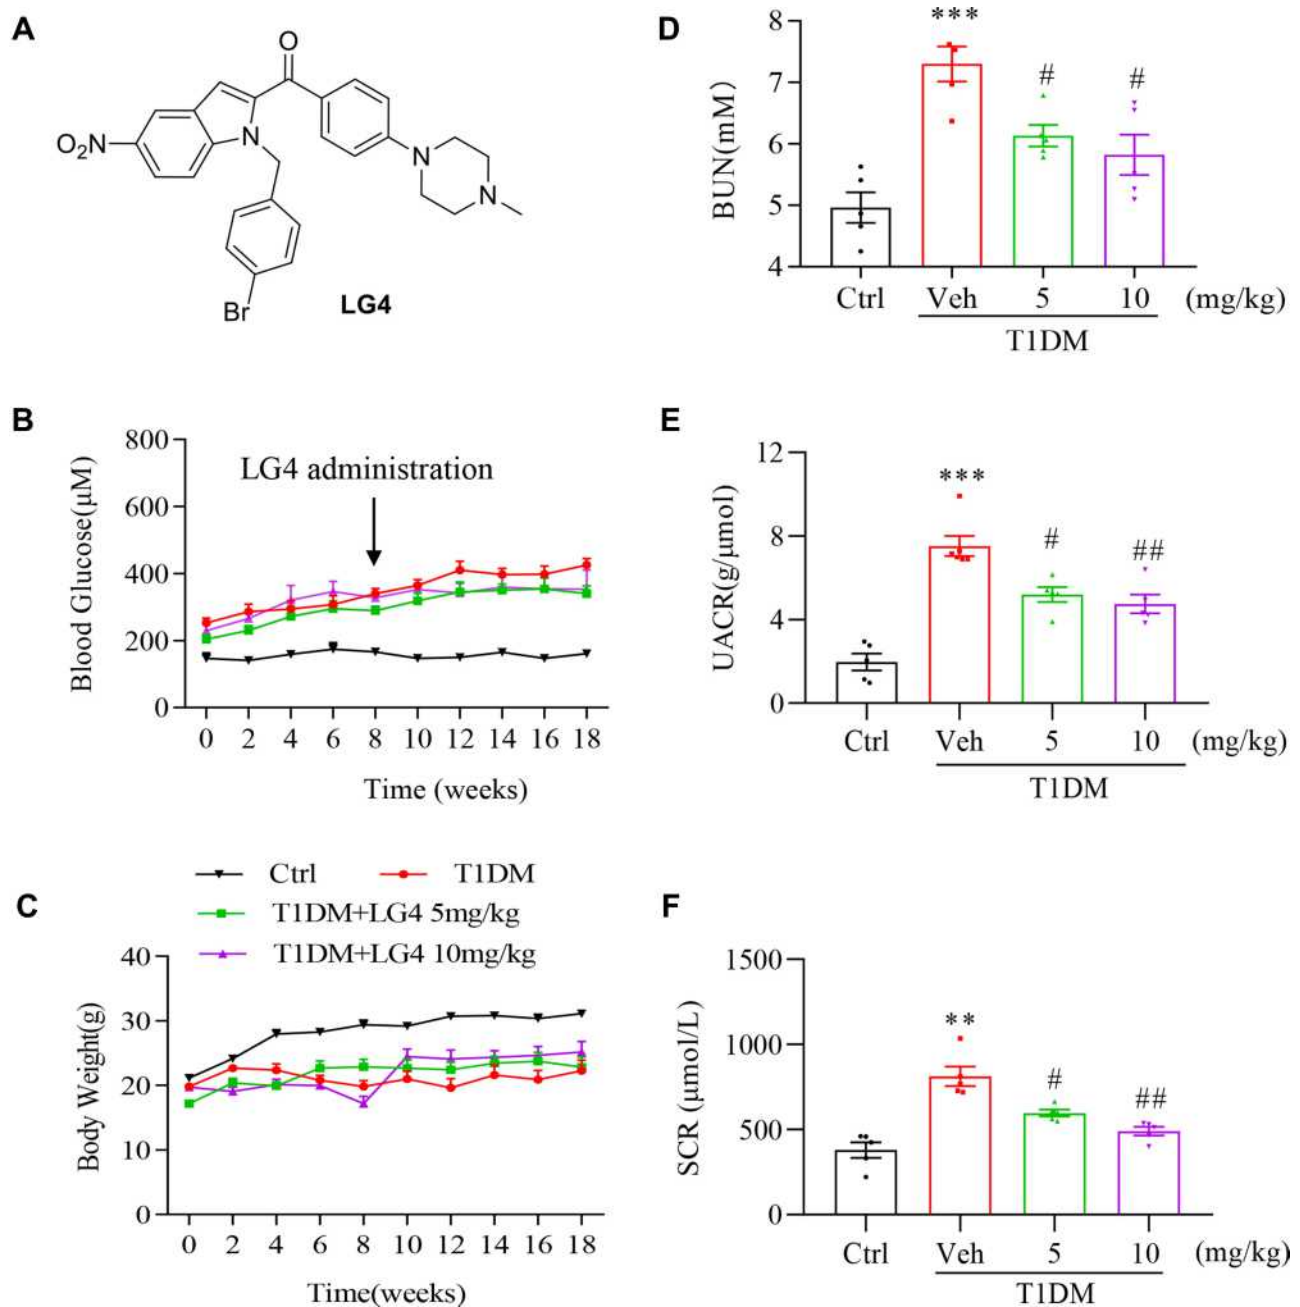 A
O
O₂N
N
N
N
Br
LG4
B
Blood Glucose(μM)
800
600
400
200
0
LG4 administration
0 2 4 6 8 10 12 14 16 18
Time (weeks)
C
Ctrl T1DM
T1DM+LG4 5mg/kg
T1DM+LG4 10mg/kg
Body Weight(g)
40
30
20
10
0
0 2 4 6 8 10 12 14 16 18
Time(weeks)
D
BUN(mM)
8
7
6
5
4
***
# #
Ctrl Veh 5 10 (mg/kg)
T1DM
E
UACR(g/μmol)
12
8
4
0
***
# ##
Ctrl Veh 5 10 (mg/kg)
T1DM
F
SCR (μmol/L)
1500
1000
500
0
**
# ##
Ctrl Veh 5 10 (mg/kg)
T1DM